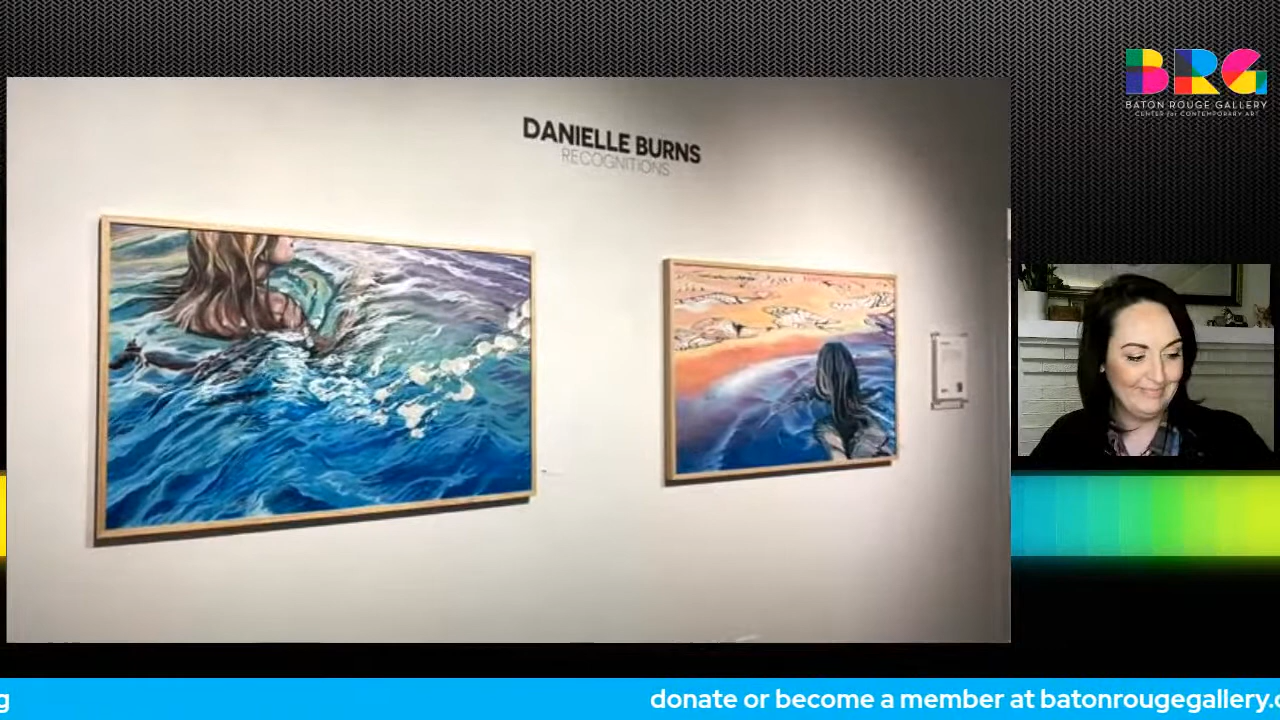 DANIELLE BURNS
RECOGNITIONS
BRG
BATON ROUGE GALLERY
CENTER for CONTEMPORARY ART
g
donate or become a member at batonrougegallery.c